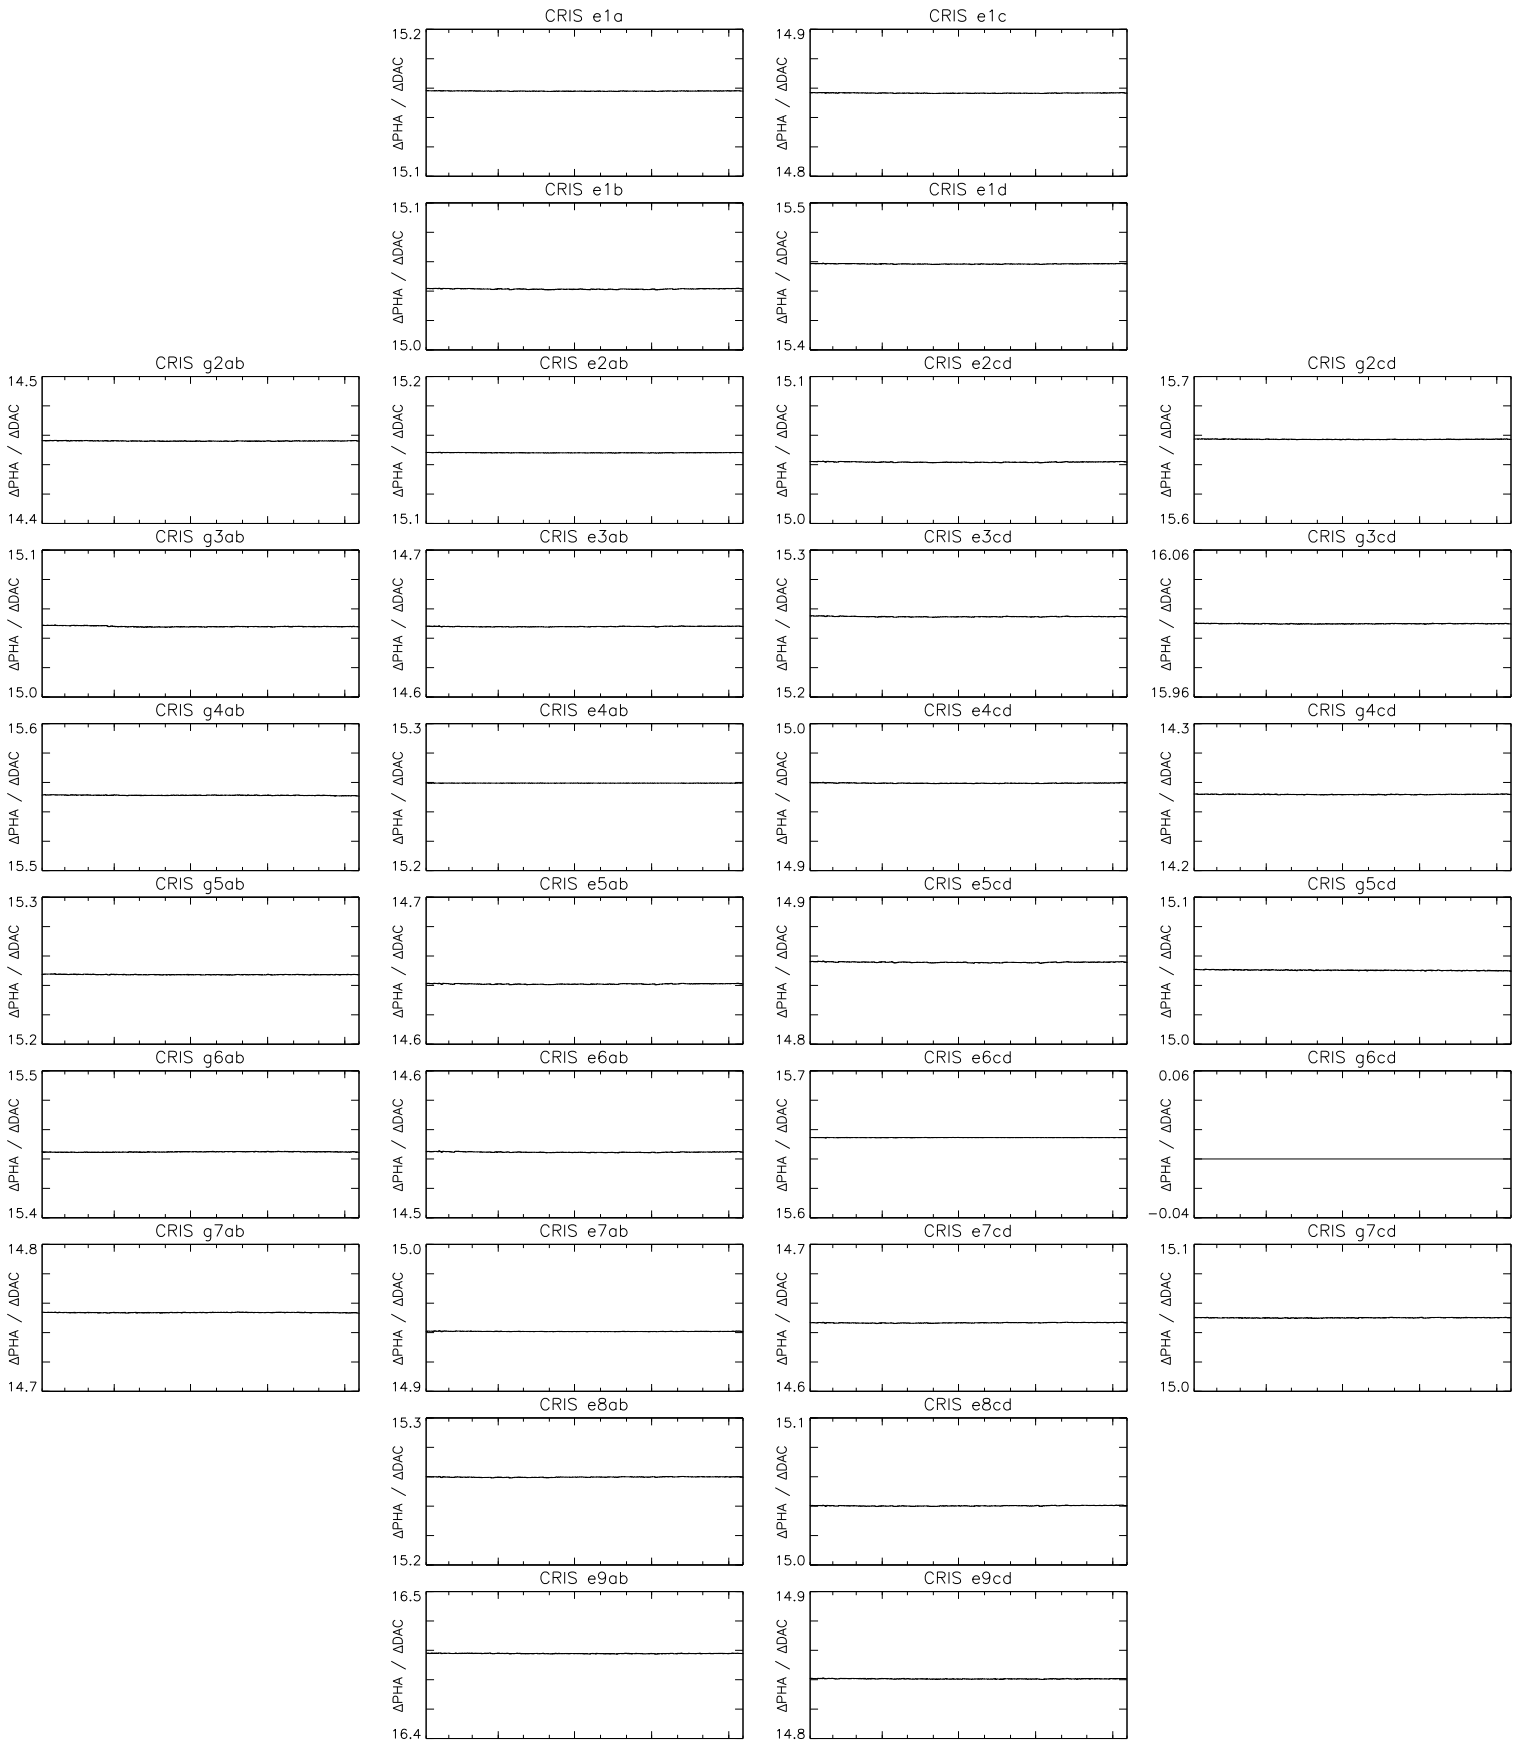 CRIS e1a
15.2
ΔPHA / ΔDAC
15.1
CRIS e1c
14.9
ΔPHA / ΔDAC
14.8
CRIS e1b
15.1
ΔPHA / ΔDAC
15.0
CRIS e1d
15.5
ΔPHA / ΔDAC
15.4
CRIS g2ab
14.5
ΔPHA / ΔDAC
14.4
CRIS e2ab
15.2
ΔPHA / ΔDAC
15.1
CRIS e2cd
15.1
ΔPHA / ΔDAC
15.0
CRIS g2cd
15.7
ΔPHA / ΔDAC
15.6
CRIS g3ab
15.1
ΔPHA / ΔDAC
15.0
CRIS e3ab
14.7
ΔPHA / ΔDAC
14.6
CRIS e3cd
15.3
ΔPHA / ΔDAC
15.2
CRIS g3cd
16.06
ΔPHA / ΔDAC
15.96
CRIS g4ab
15.6
ΔPHA / ΔDAC
15.5
CRIS e4ab
15.3
ΔPHA / ΔDAC
15.2
CRIS e4cd
15.0
ΔPHA / ΔDAC
14.9
CRIS g4cd
14.3
ΔPHA / ΔDAC
14.2
CRIS g5ab
15.3
ΔPHA / ΔDAC
15.2
CRIS e5ab
14.7
ΔPHA / ΔDAC
14.6
CRIS e5cd
14.9
ΔPHA / ΔDAC
14.8
CRIS g5cd
15.1
ΔPHA / ΔDAC
15.0
CRIS g6ab
15.5
ΔPHA / ΔDAC
15.4
CRIS e6ab
14.6
ΔPHA / ΔDAC
14.5
CRIS e6cd
15.7
ΔPHA / ΔDAC
15.6
CRIS g6cd
0.06
ΔPHA / ΔDAC
−0.04
CRIS g7ab
14.8
ΔPHA / ΔDAC
14.7
CRIS e7ab
15.0
ΔPHA / ΔDAC
14.9
CRIS e7cd
14.7
ΔPHA / ΔDAC
14.6
CRIS g7cd
15.1
ΔPHA / ΔDAC
15.0
CRIS e8ab
15.3
ΔPHA / ΔDAC
15.2
CRIS e8cd
15.1
ΔPHA / ΔDAC
15.0
CRIS e9ab
16.5
ΔPHA / ΔDAC
16.4
CRIS e9cd
14.9
ΔPHA / ΔDAC
14.8